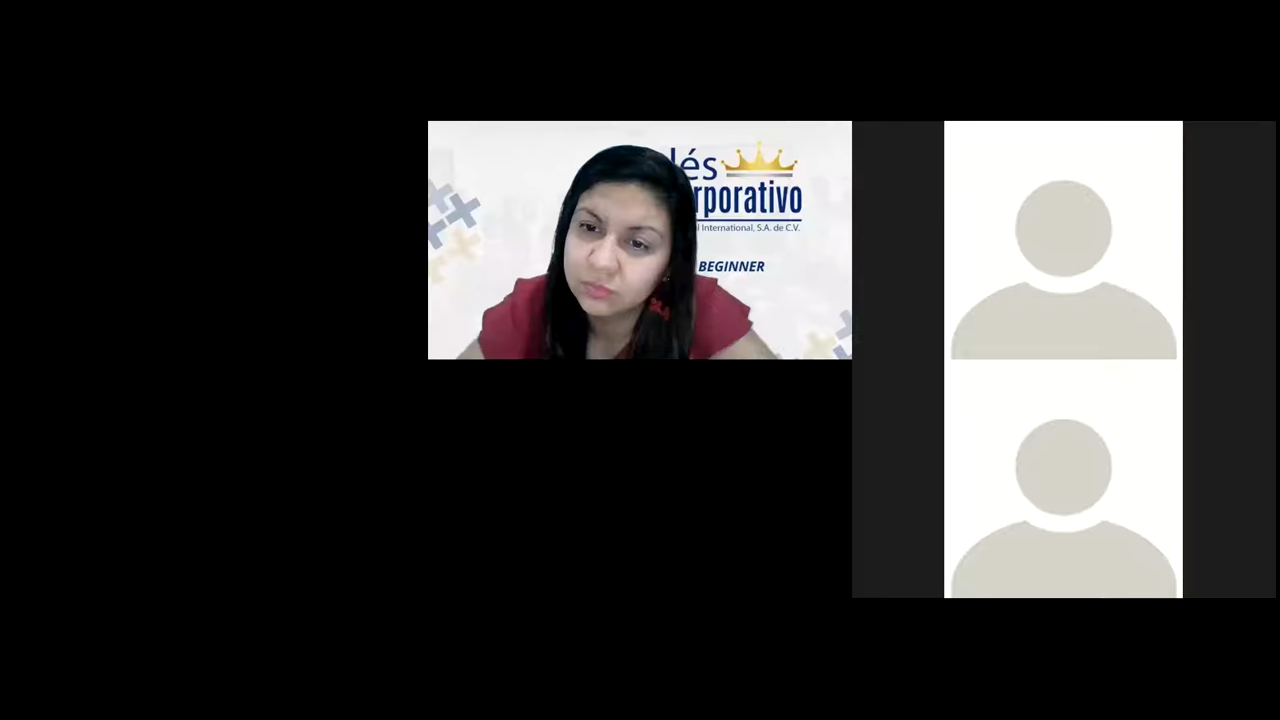 lés
rporativo
l International, S.A. de C.V.
BEGINNER